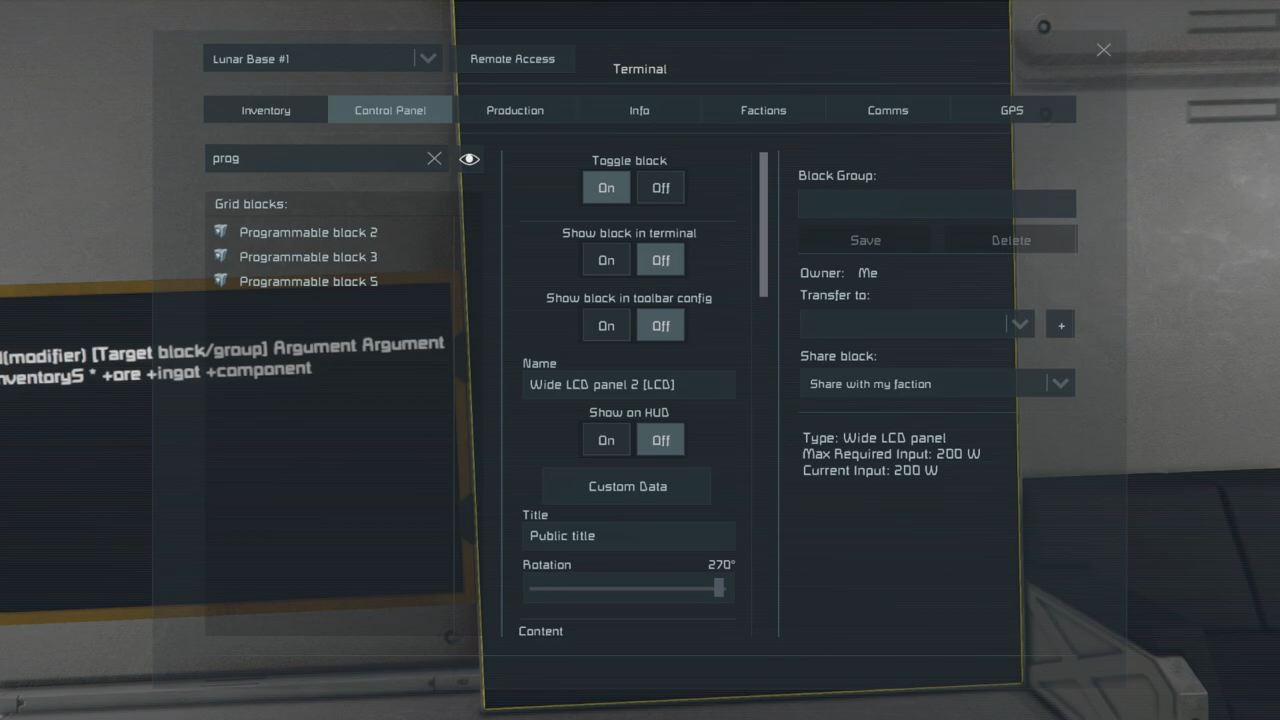 Lunar Base #1
Remote Access
Terminal
Inventory
Control Panel
Production
Info
Factions
Comms
GPS
prog
Grid blocks:
Programmable block 2
Programmable block 3
Programmable block 5
(modifier) [Target block/group] Argument Argument
* +ore +ingot +component
Toggle block
On Off
Show block in terminal
On Off
Show block in toolbar config
On Off
Name
Wide LCD panel 2 [LCD]
Show on HUD
On Off
Custom Data
Title
Public title
Rotation 270°
Content
Block Group:
Save Delete
Owner: Me
Transfer to:
+
Share block:
Share with my faction
Type: Wide LCD panel
Max Required Input: 200 W
Current Input: 200 W